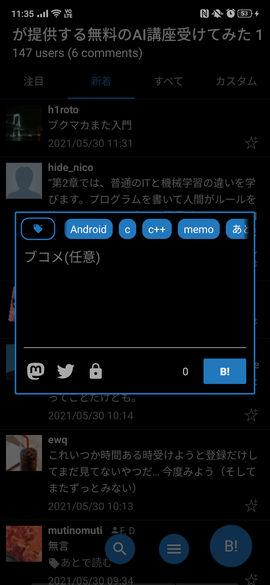 11:35
53
が提供する無料のAI講座受けてみた 1
147 users (6 comments)
注目 新着 すべて カスタム
h1roto
ブクマカまた入門
2021/05/30 11:31
hide_nico
"第2章では、普通のITと機械学習の違いを学
びます。プログラムを書いて人間がルールを
Android c c++ memo あと
ブコメ(任意)
0 B!
ってことだけども。
2021/05/30 10:14
ewq
これいつか時間ある時受けようと登録だけし
てまだ見てないやつだ... 今度みよう（そして
またずっとみない）
2021/05/30 10:13
mutinomuti F, D
無言
あとで読む
B!
2021/05/30 09:34